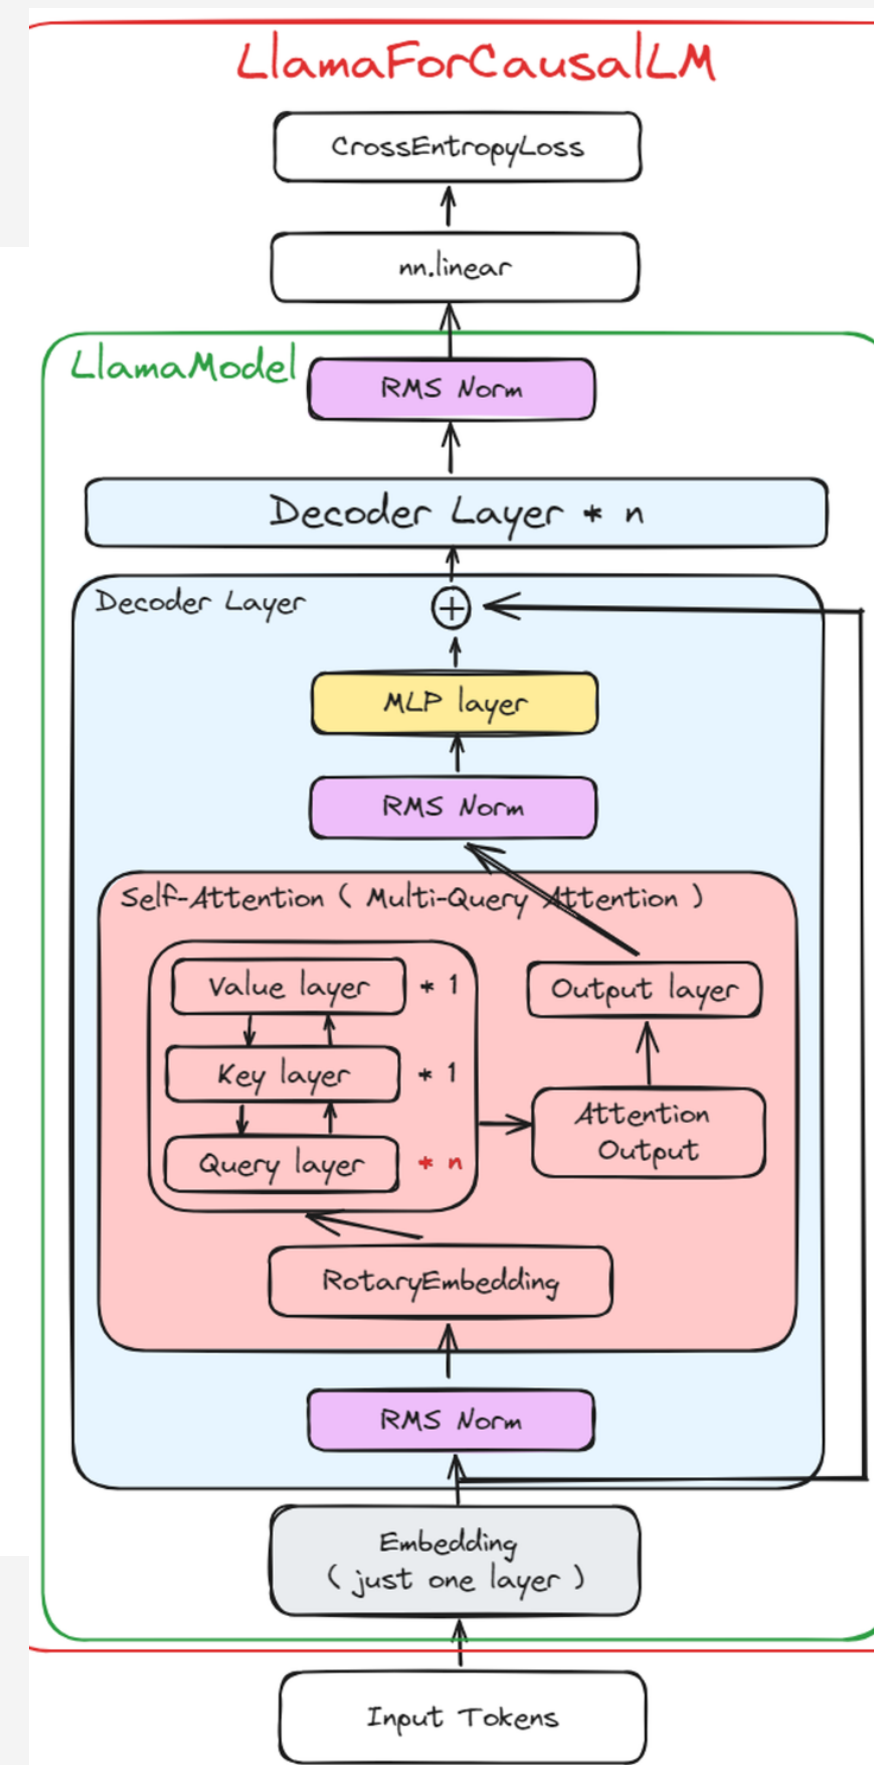 LlamaForCausalLM
CrossEntropyLoss
nn.linear
LlamaModel
RMS Norm
Decoder Layer * n
Decoder Layer
MLP layer
RMS Norm
Self-Attention ( Multi-Query Attention )
Value layer * 1
Key layer * 1
Query layer * n
Output layer
Attention
Output
RotaryEmbedding
RMS Norm
Embedding
( just one layer )
Input Tokens